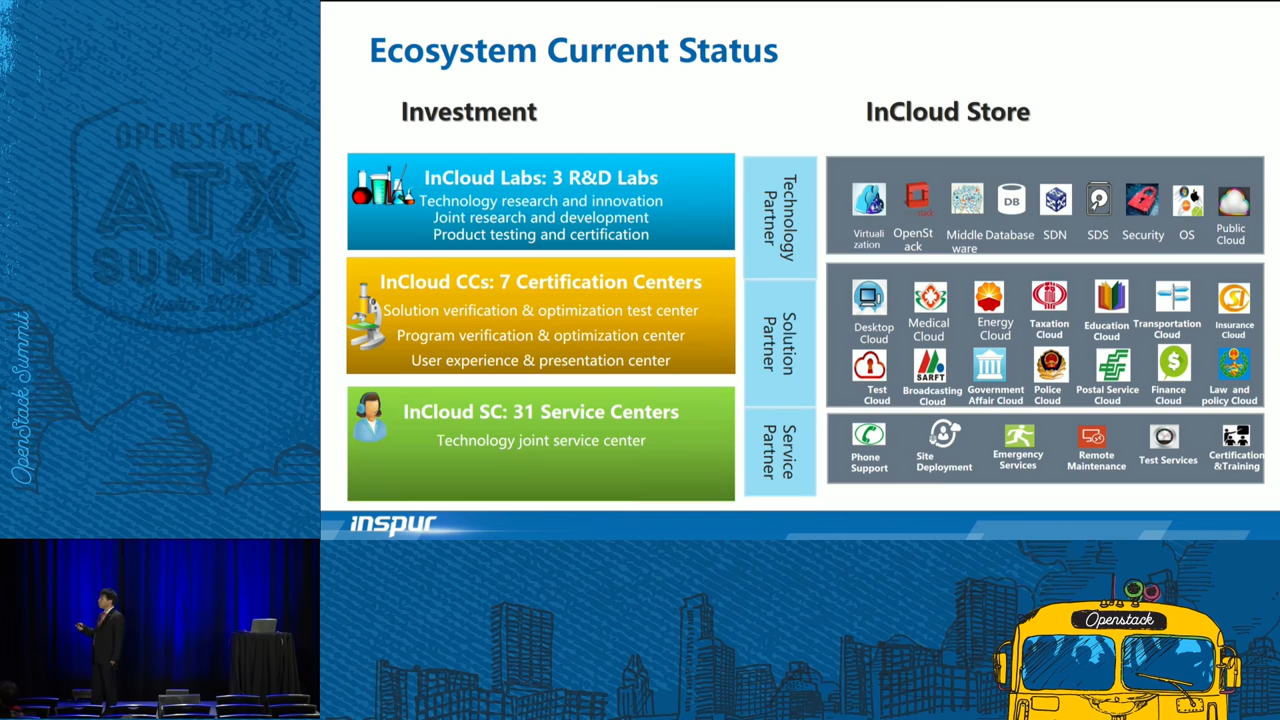 Ecosystem Current Status
Investment
InCloud Store
InCloud Labs: 3 R&D Labs
Technology research and innovation
Joint research and development
Product testing and certification
InCloud CCs: 7 Certification Centers
Solution verification & optimization test center
Program verification & optimization center
User experience & presentation center
InCloud SC: 31 Service Centers
Technology joint service center
Technology
Partner
Solution
Partner
Service
Partner
DB
Virtuali
zation
OpenSt
ack
Middle
ware
Database
SDN
SDS
Security
OS
Public
Cloud
Desktop
Cloud
Medical
Cloud
Energy
Cloud
Taxation
Cloud
Education
Cloud
Transportation
Cloud
Insurance
Cloud
SARFT
Test
Cloud
Broadcasting
Cloud
Government
Affair Cloud
Police
Cloud
Postal Service
Cloud
Finance
Cloud
Law and
policy Cloud
Phone
Support
Site
Deployment
Emergency
Services
Remote
Maintenance
Test Services
Certification
&Training
inspur
OPENSTACK
ATX
SUMMIT
OpenStack Summit
Openstack